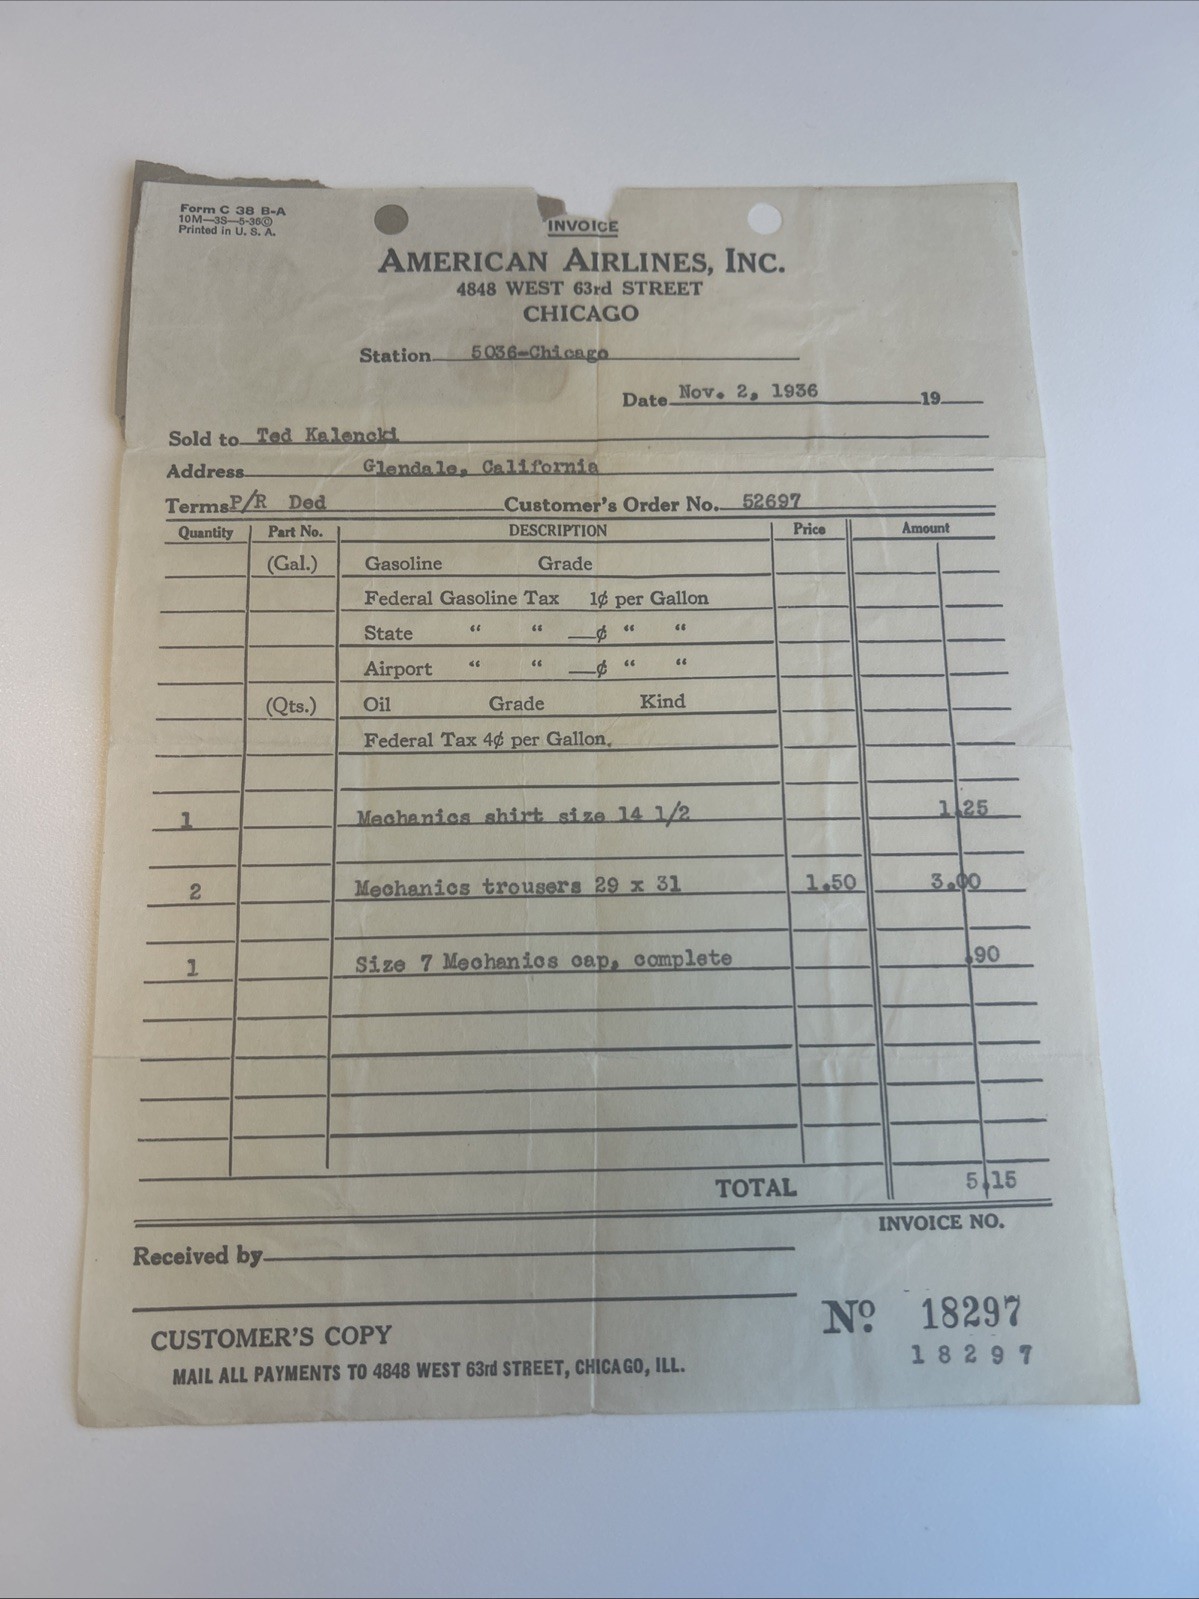 Form C 38 B-A
10M—3S—5-36©
Printed in U. S. A.
INVOICE
AMERICAN AIRLINES, INC.
4848 WEST 63rd STREET
CHICAGO
Station 5036-Chicago
Date Nov. 2, 1936 19
Sold to Ted Kalencki
Address Glendale, California
Terms P/R Ded Customer's Order No. 52697
Quantity Part No. DESCRIPTION Price Amount
(Gal.) Gasoline Grade
Federal Gasoline Tax 1¢ per Gallon
State “ “ ¢ “ “
Airport “ “ ¢ “ “
(Qts.) Oil Grade Kind
Federal Tax 4¢ per Gallon.
1 Mechanics shirt size 14 1/2 1.25
2 Mechanics trousers 29 x 31 1.50 3.00
1 Size 7 Mechanics cap, complete .90
TOTAL 5.15
INVOICE NO.
Received by
No. 18297
18297
CUSTOMER'S COPY
MAIL ALL PAYMENTS TO 4848 WEST 63rd STREET, CHICAGO, ILL.